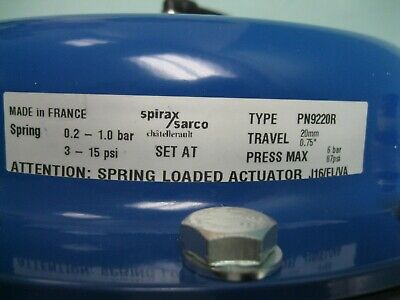 MADE IN FRANCE spirax /sarco TYPE PN9220R
Spring 0.2 - 1.0 bar châtellerault TRAVEL 20mm 0.75"
3 - 15 psi SET AT PRESS MAX 6 bar 87psi
ATTENTION: SPRING LOADED ACTUATOR J16/EL/VA